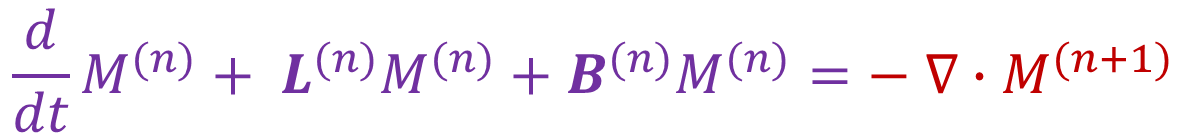 d/dt M^(n) + L^(n) M^(n) + B^(n) M^(n) = − ∇ · M^(n+1)